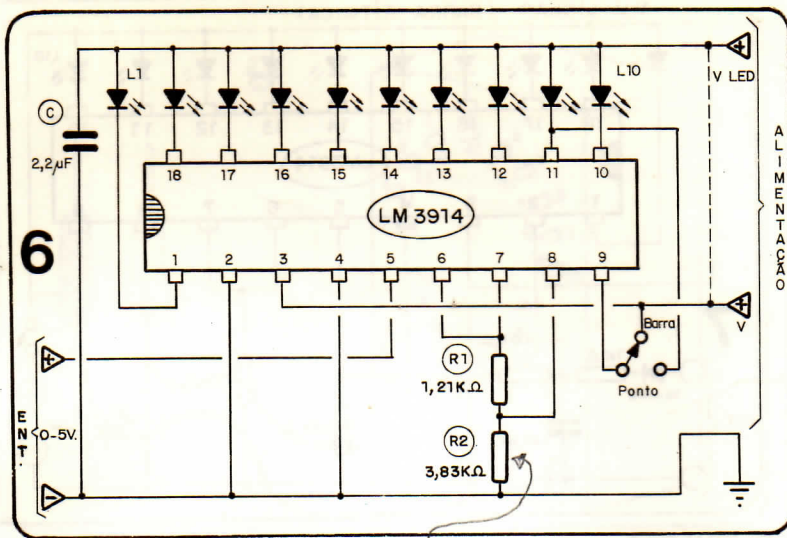 L1
L10
V LED
C
2,2µF
18 17 16 15 14 13 12 11 10
LM 3914
1 2 3 4 5 6 7 8 9
6
ALIMENTAÇÃO
V
Barra
Ponto
R1
1,21KΩ
R2
3,83KΩ
ENT.
0-5V.